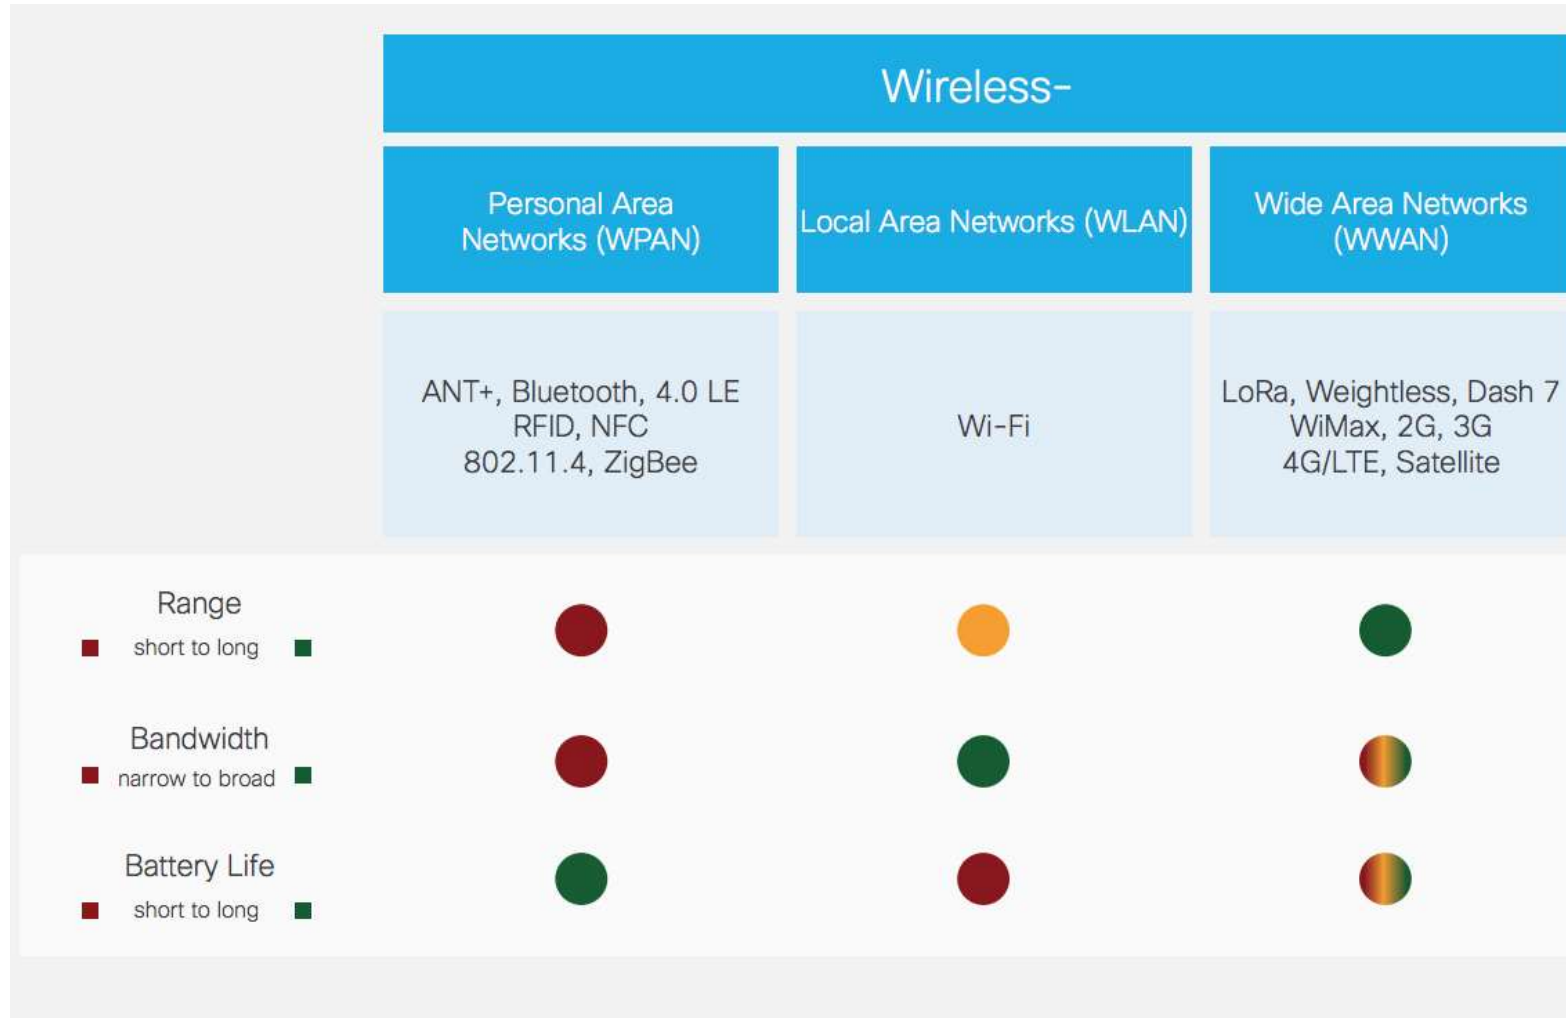 Wireless-
Personal Area
Networks (WPAN)
Local Area Networks (WLAN)
Wide Area Networks
(WWAN)
ANT+, Bluetooth, 4.0 LE
RFID, NFC
802.11.4, ZigBee
Wi-Fi
LoRa, Weightless, Dash 7
WiMax, 2G, 3G
4G/LTE, Satellite
Range
short to long
Bandwidth
narrow to broad
Battery Life
short to long